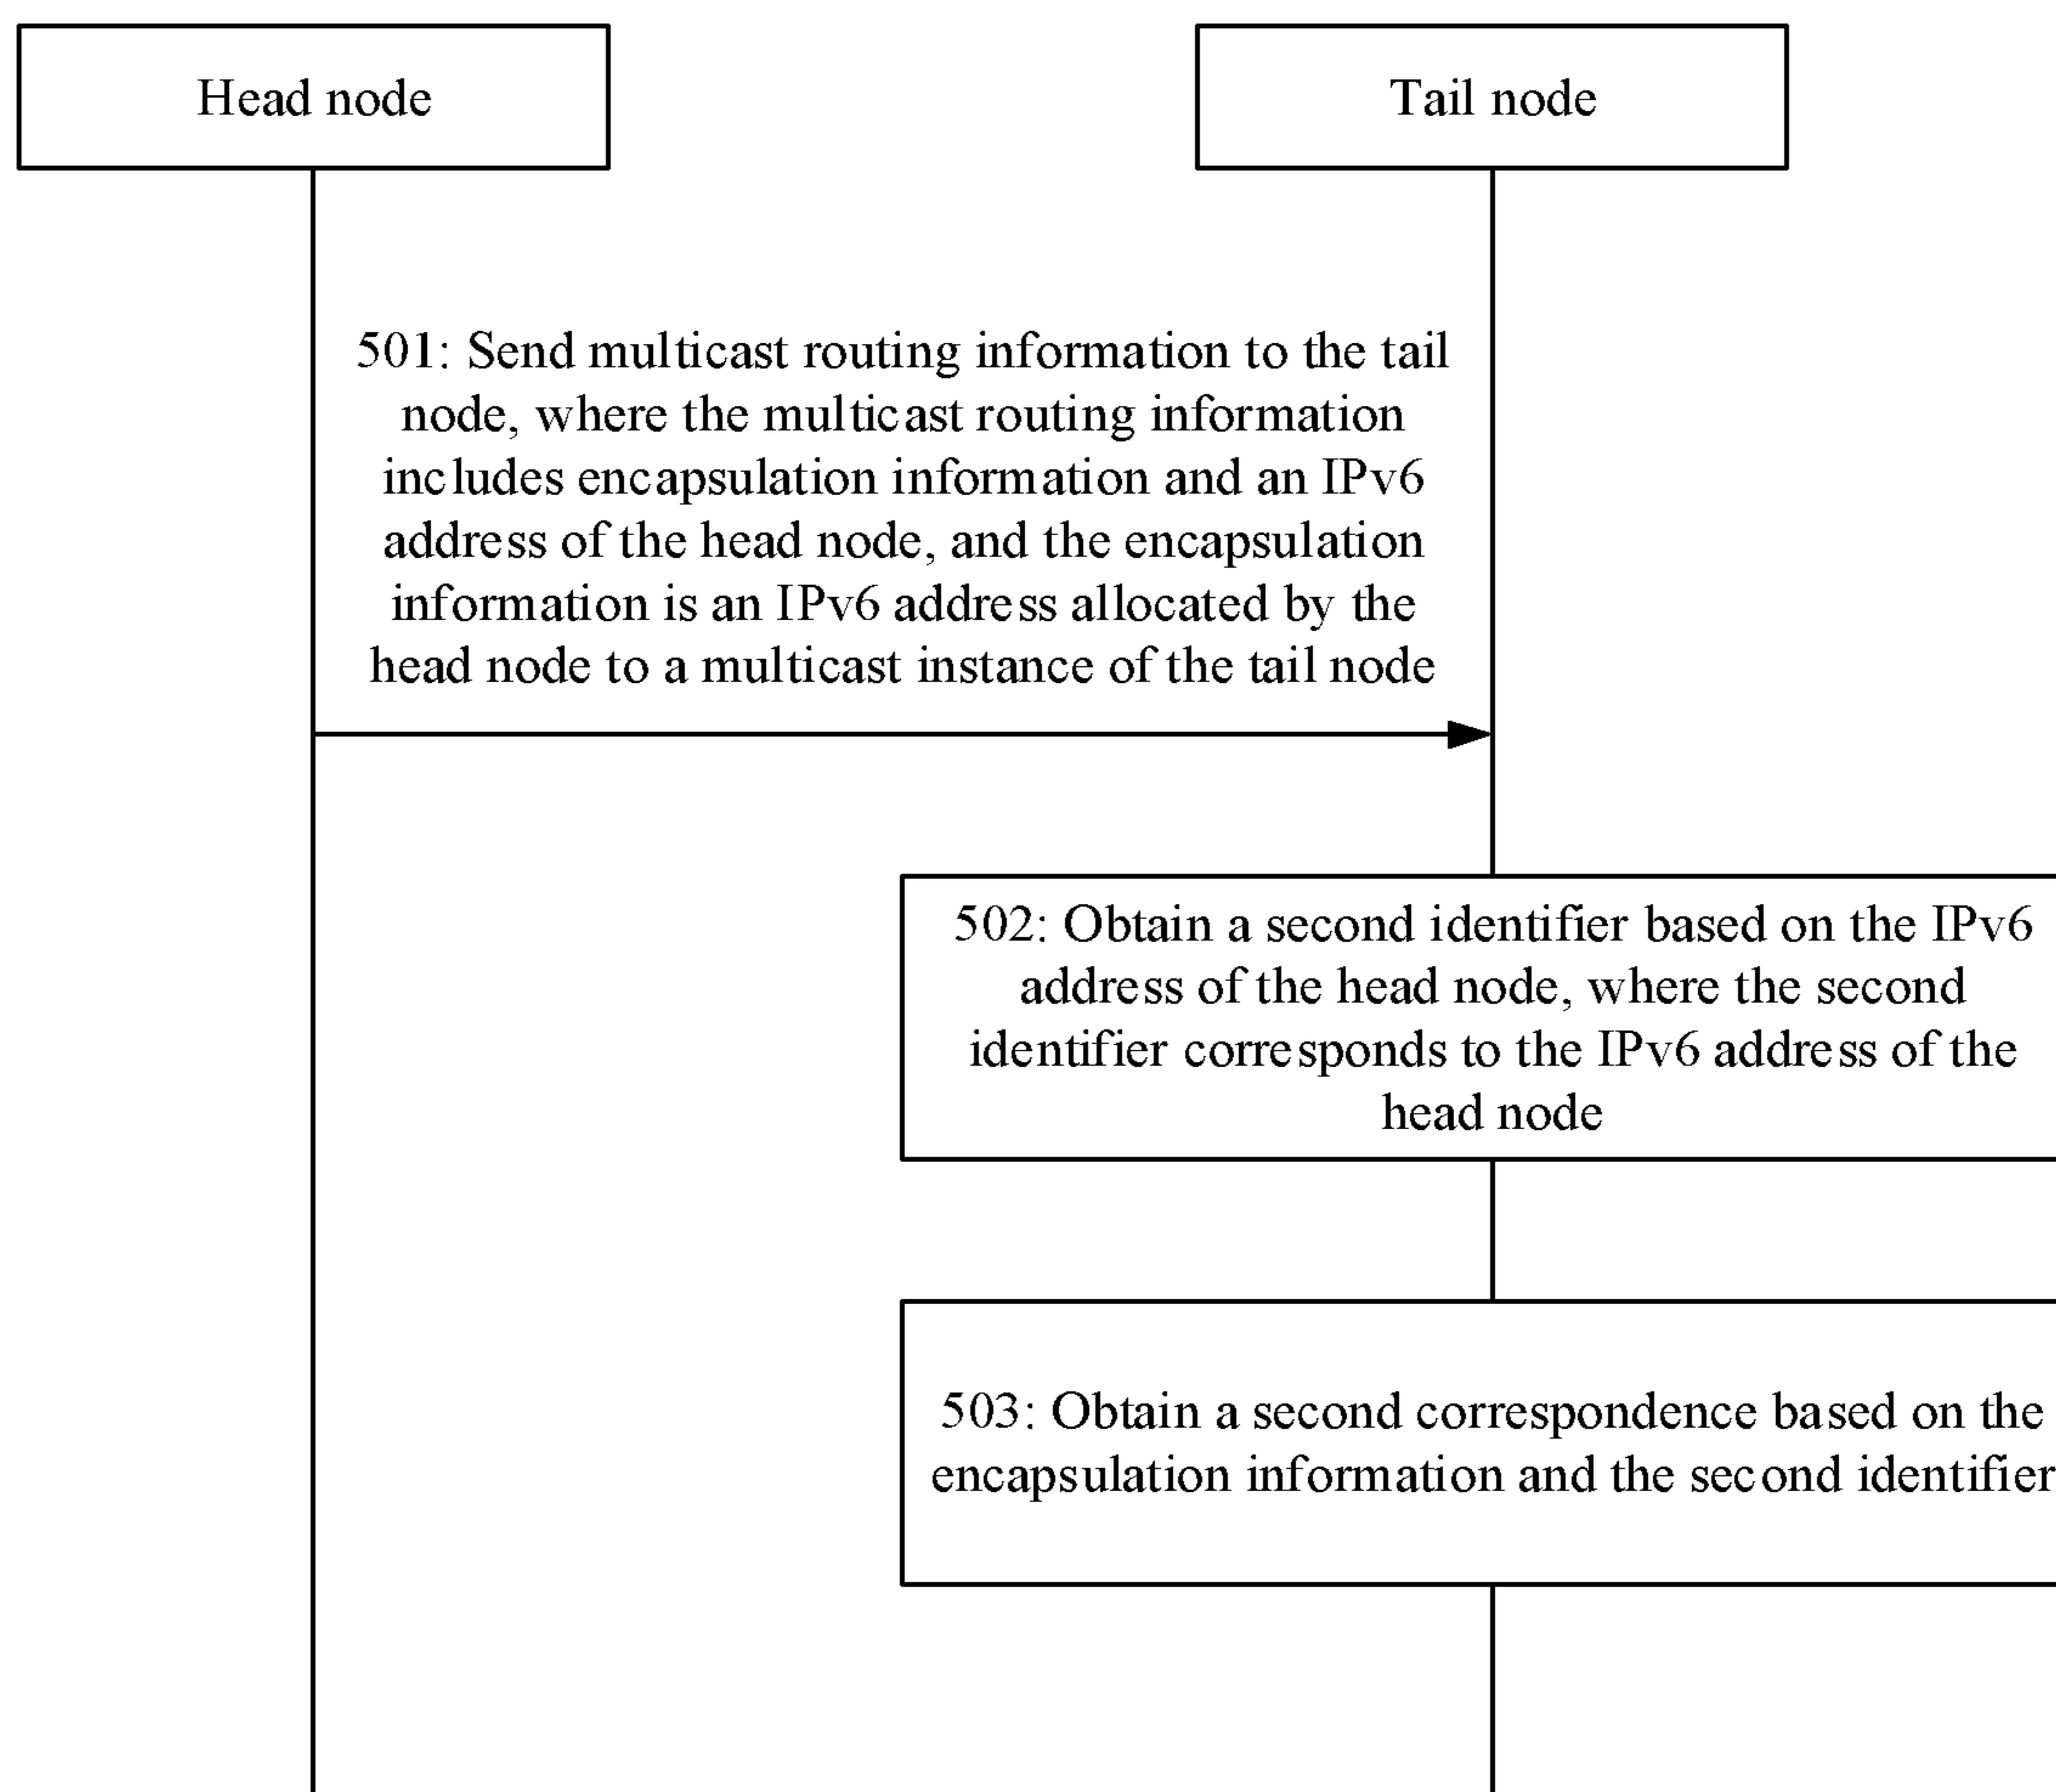 Head node
Tail node
501: Send multicast routing information to the tail
node, where the multicast routing information
includes encapsulation information and an IPv6
address of the head node, and the encapsulation
information is an IPv6 address allocated by the
head node to a multicast instance of the tail node
502: Obtain a second identifier based on the IPv6
address of the head node, where the second
identifier corresponds to the IPv6 address of the
head node
503: Obtain a second correspondence based on the
encapsulation information and the second identifier